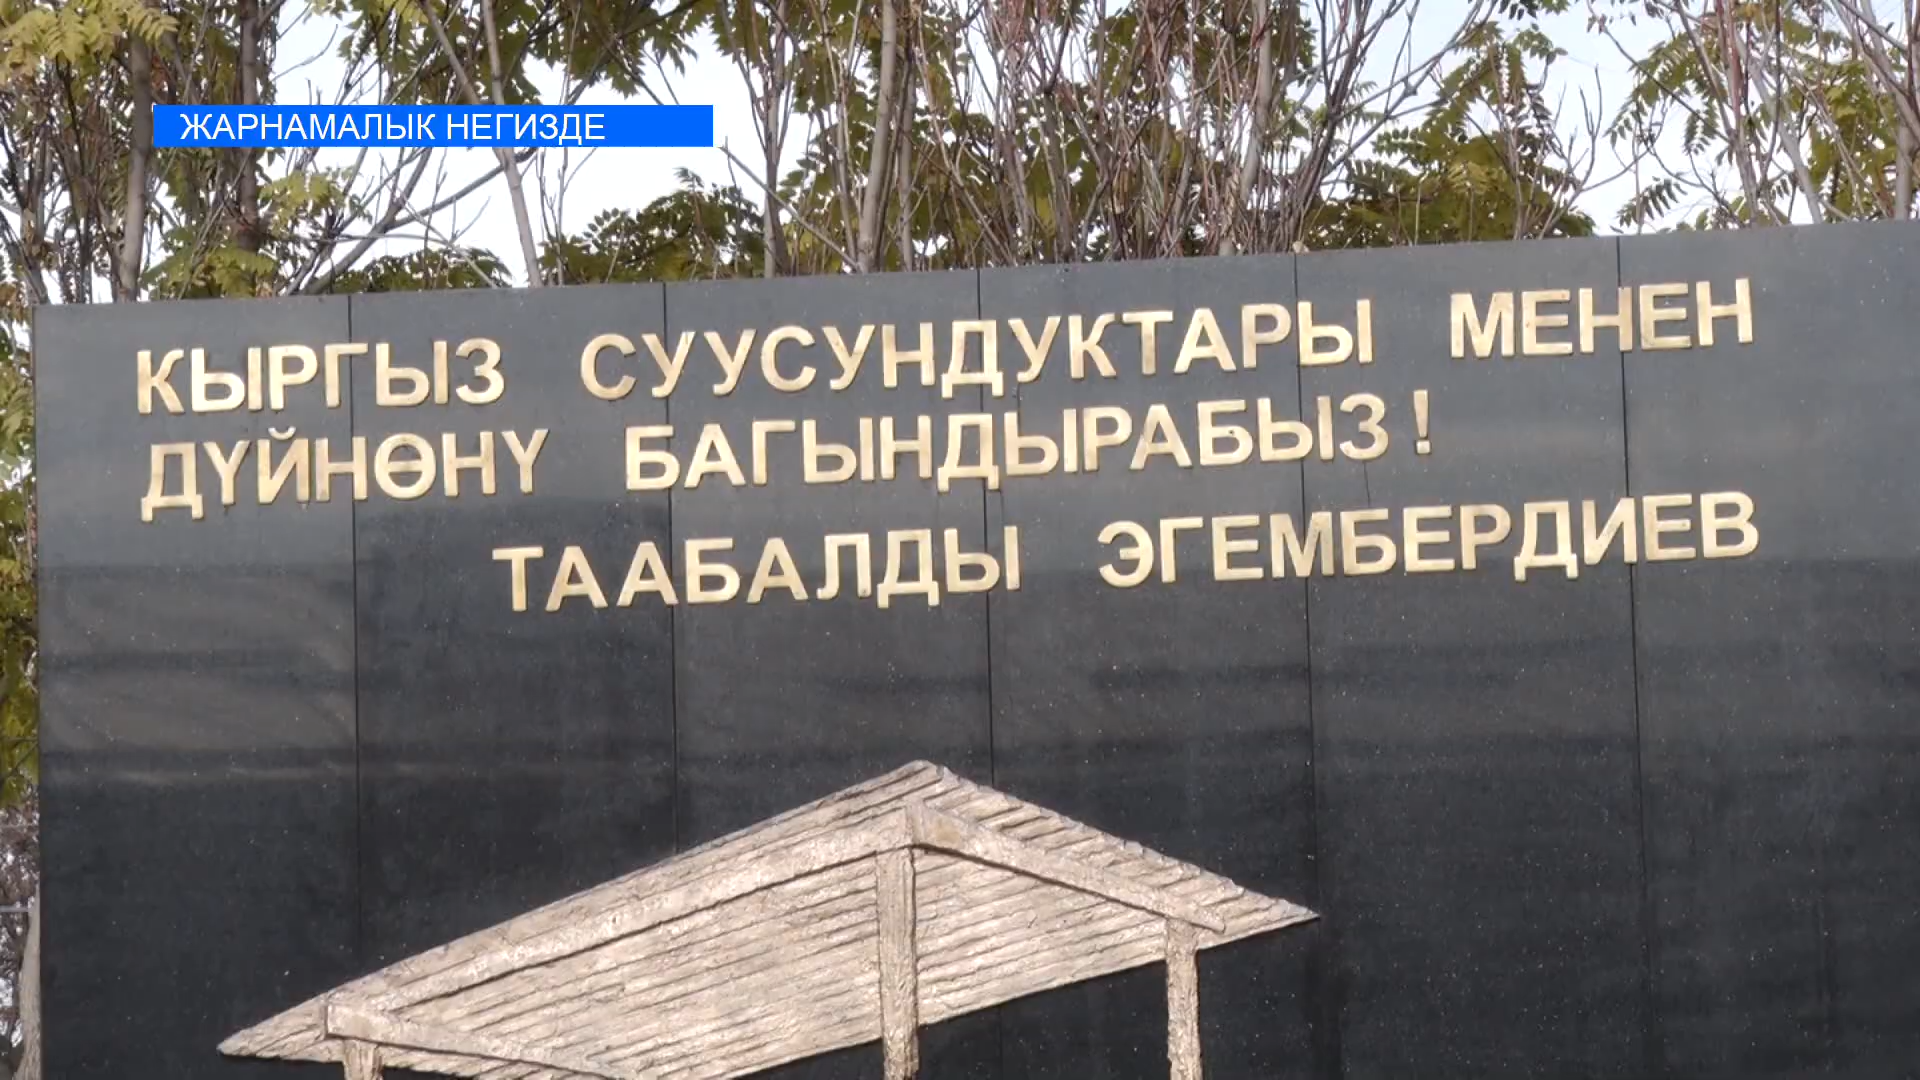 ЖАРНАМАЛЫК НЕГИЗДЕ
КЫРГЫЗ СУУСУНДУКТАРЫ МЕНЕН
ДҮЙНӨНҮ БАГЫНДЫРАБЫЗ!
ТААБАЛДЫ ЭГЕМБЕРДИЕВ